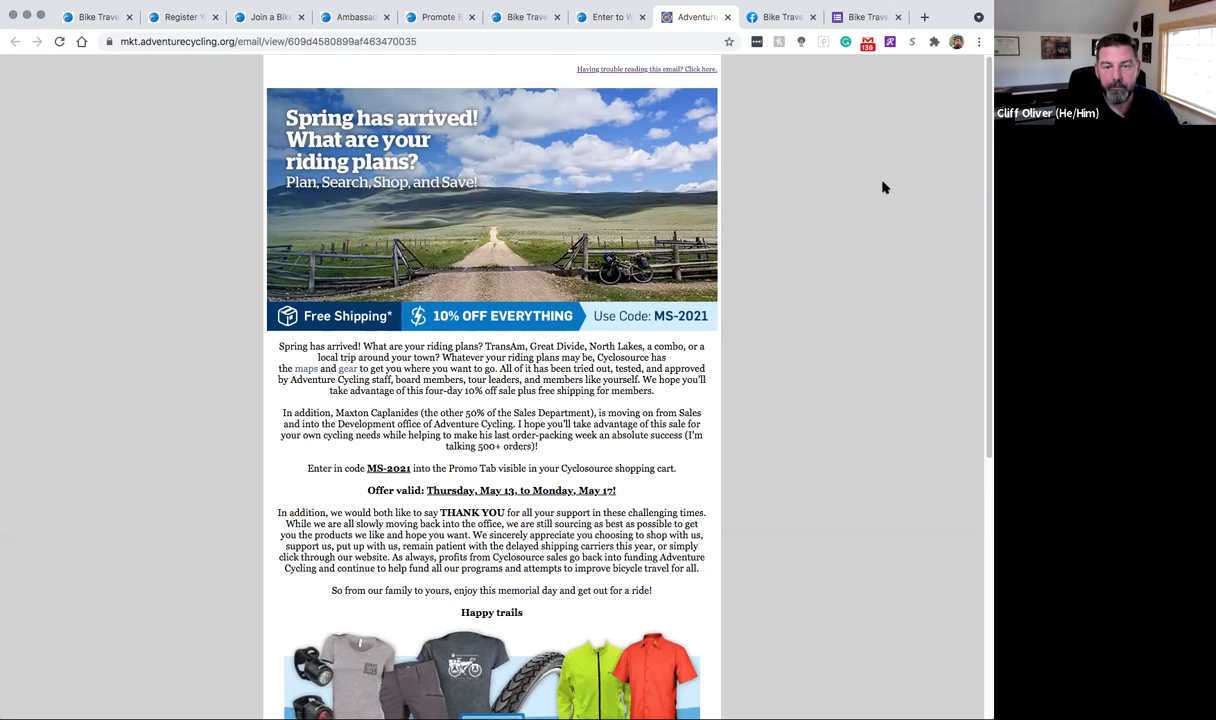 Bike Trave
Register Y
Join a Bik
Ambassad
Promote B
Bike Trave
Enter to W
Adventure
Bike Trave
Bike Trave
mkt.adventurecycling.org/email/view/609d4580899af463470035
139
Having trouble reading this email? Click here.
Spring has arrived!
What are your
riding plans?
Plan, Search, Shop, and Save!
Free Shipping*
10% OFF EVERYTHING
Use Code: MS-2021
Spring has arrived! What are your riding plans? TransAm, Great Divide, North Lakes, a combo, or a
local trip around your town? Whatever your riding plans may be, Cyclosource has
the maps and gear to get you where you want to go. All of it has been tried out, tested, and approved
by Adventure Cycling staff, board members, tour leaders, and members like yourself. We hope you'll
take advantage of this four-day 10% off sale plus free shipping for members.
In addition, Maxton Caplanides (the other 50% of the Sales Department), is moving on from Sales
and into the Development office of Adventure Cycling. I hope you'll take advantage of this sale for
your own cycling needs while helping to make his last order-packing week an absolute success (I'm
talking 500+ orders)!
Enter in code MS-2021 into the Promo Tab visible in your Cyclosource shopping cart.
Offer valid: Thursday, May 13, to Monday, May 17!
In addition, we would both like to say THANK YOU for all your support in these challenging times.
While we are all slowly moving back into the office, we are still sourcing as best as possible to get
you the products we like and hope you want. We sincerely appreciate you choosing to shop with us,
support us, put up with us, remain patient with the delayed shipping carriers this year, or simply
click through our website. As always, profits from Cyclosource sales go back into funding Adventure
Cycling and continue to help fund all our programs and attempts to improve bicycle travel for all.
So from our family to yours, enjoy this memorial day and get out for a ride!
Happy trails
Cliff Oliver (He/Him)